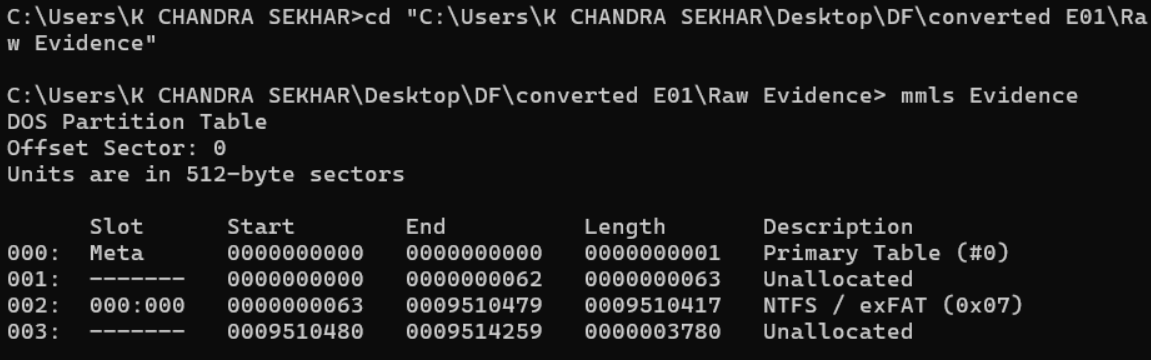 C:\Users\K CHANDRA SEKHAR>cd "C:\Users\K CHANDRA SEKHAR\Desktop\DF\converted E01\Ra
w Evidence"
C:\Users\K CHANDRA SEKHAR\Desktop\DF\converted E01\Raw Evidence> mmls Evidence
DOS Partition Table
Offset Sector: 0
Units are in 512-byte sectors
Slot Start End Length Description
000: Meta 0000000000 0000000000 0000000001 Primary Table (#0)
001: ------- 0000000000 0000000062 0000000063 Unallocated
002: 000:000 0000000063 0009510479 0009510417 NTFS / exFAT (0x07)
003: ------- 0009510480 0009514259 0000003780 Unallocated